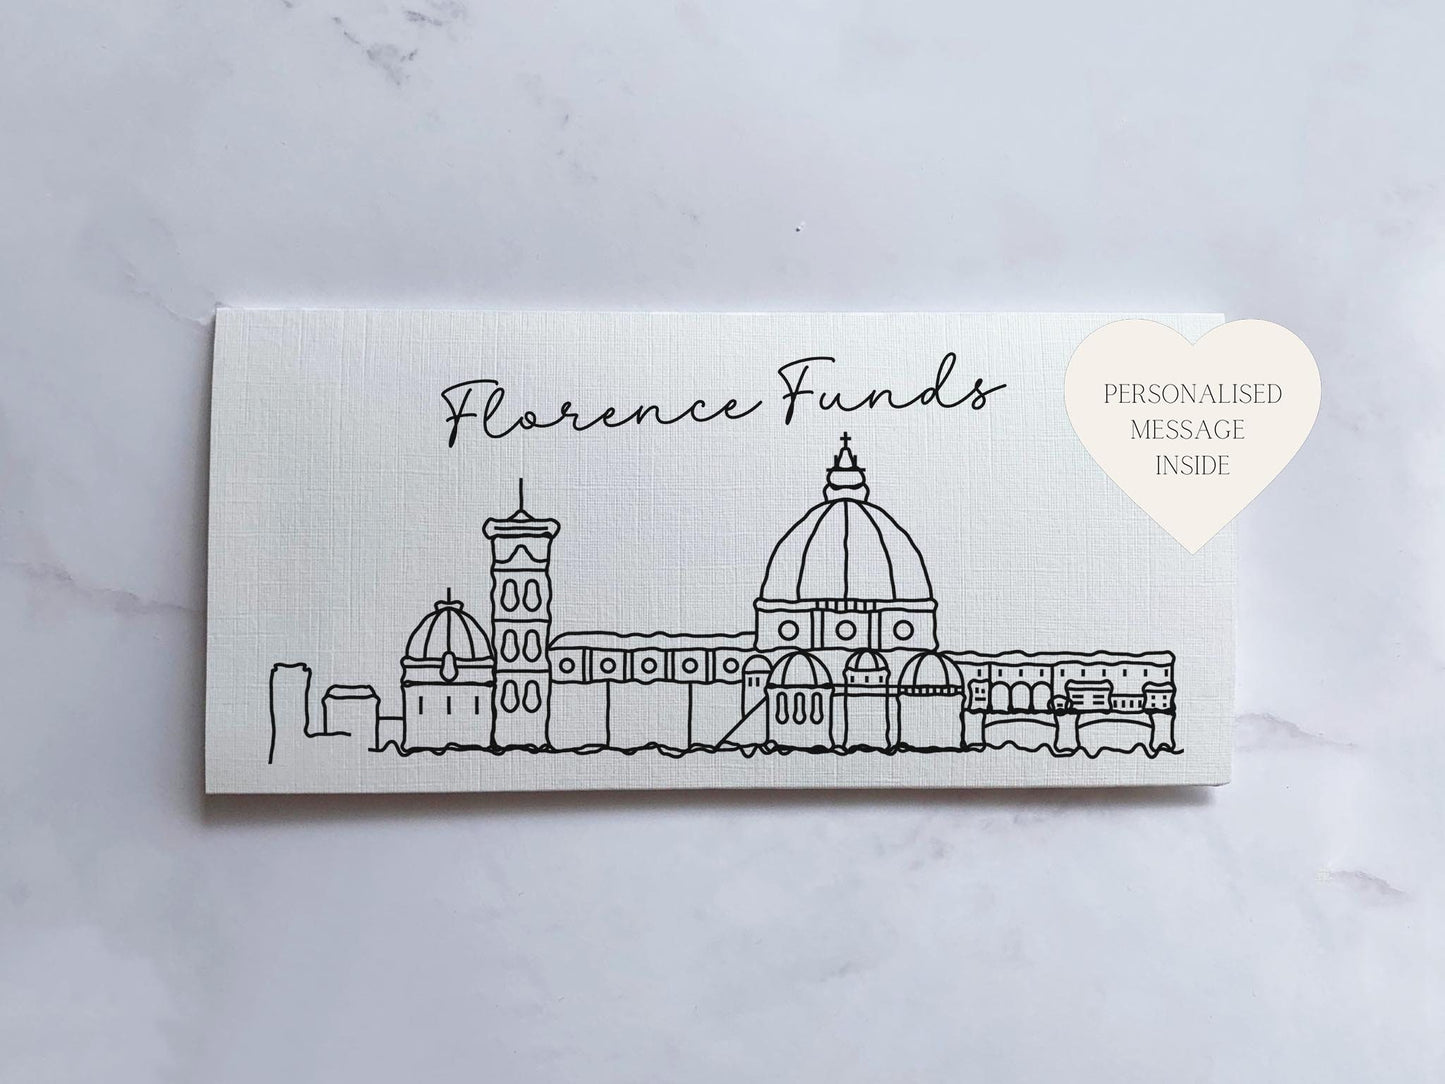 Florence Funds
PERSONALISED
MESSAGE
INSIDE